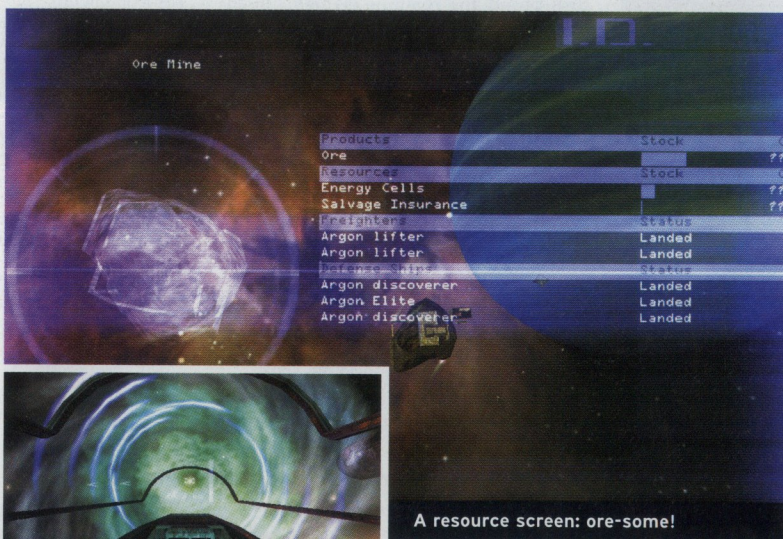 I.D.
Ore Mine
Products Stock
Ore ??
Resources Stock
Energy Cells ??
Salvage Insurance ??
Freighters Status
Argon lifter Landed
Argon lifter Landed
Defense Ships Status
Argon discoverer Landed
Argon Elite Landed
Argon discoverer Landed
A resource screen: ore-some!